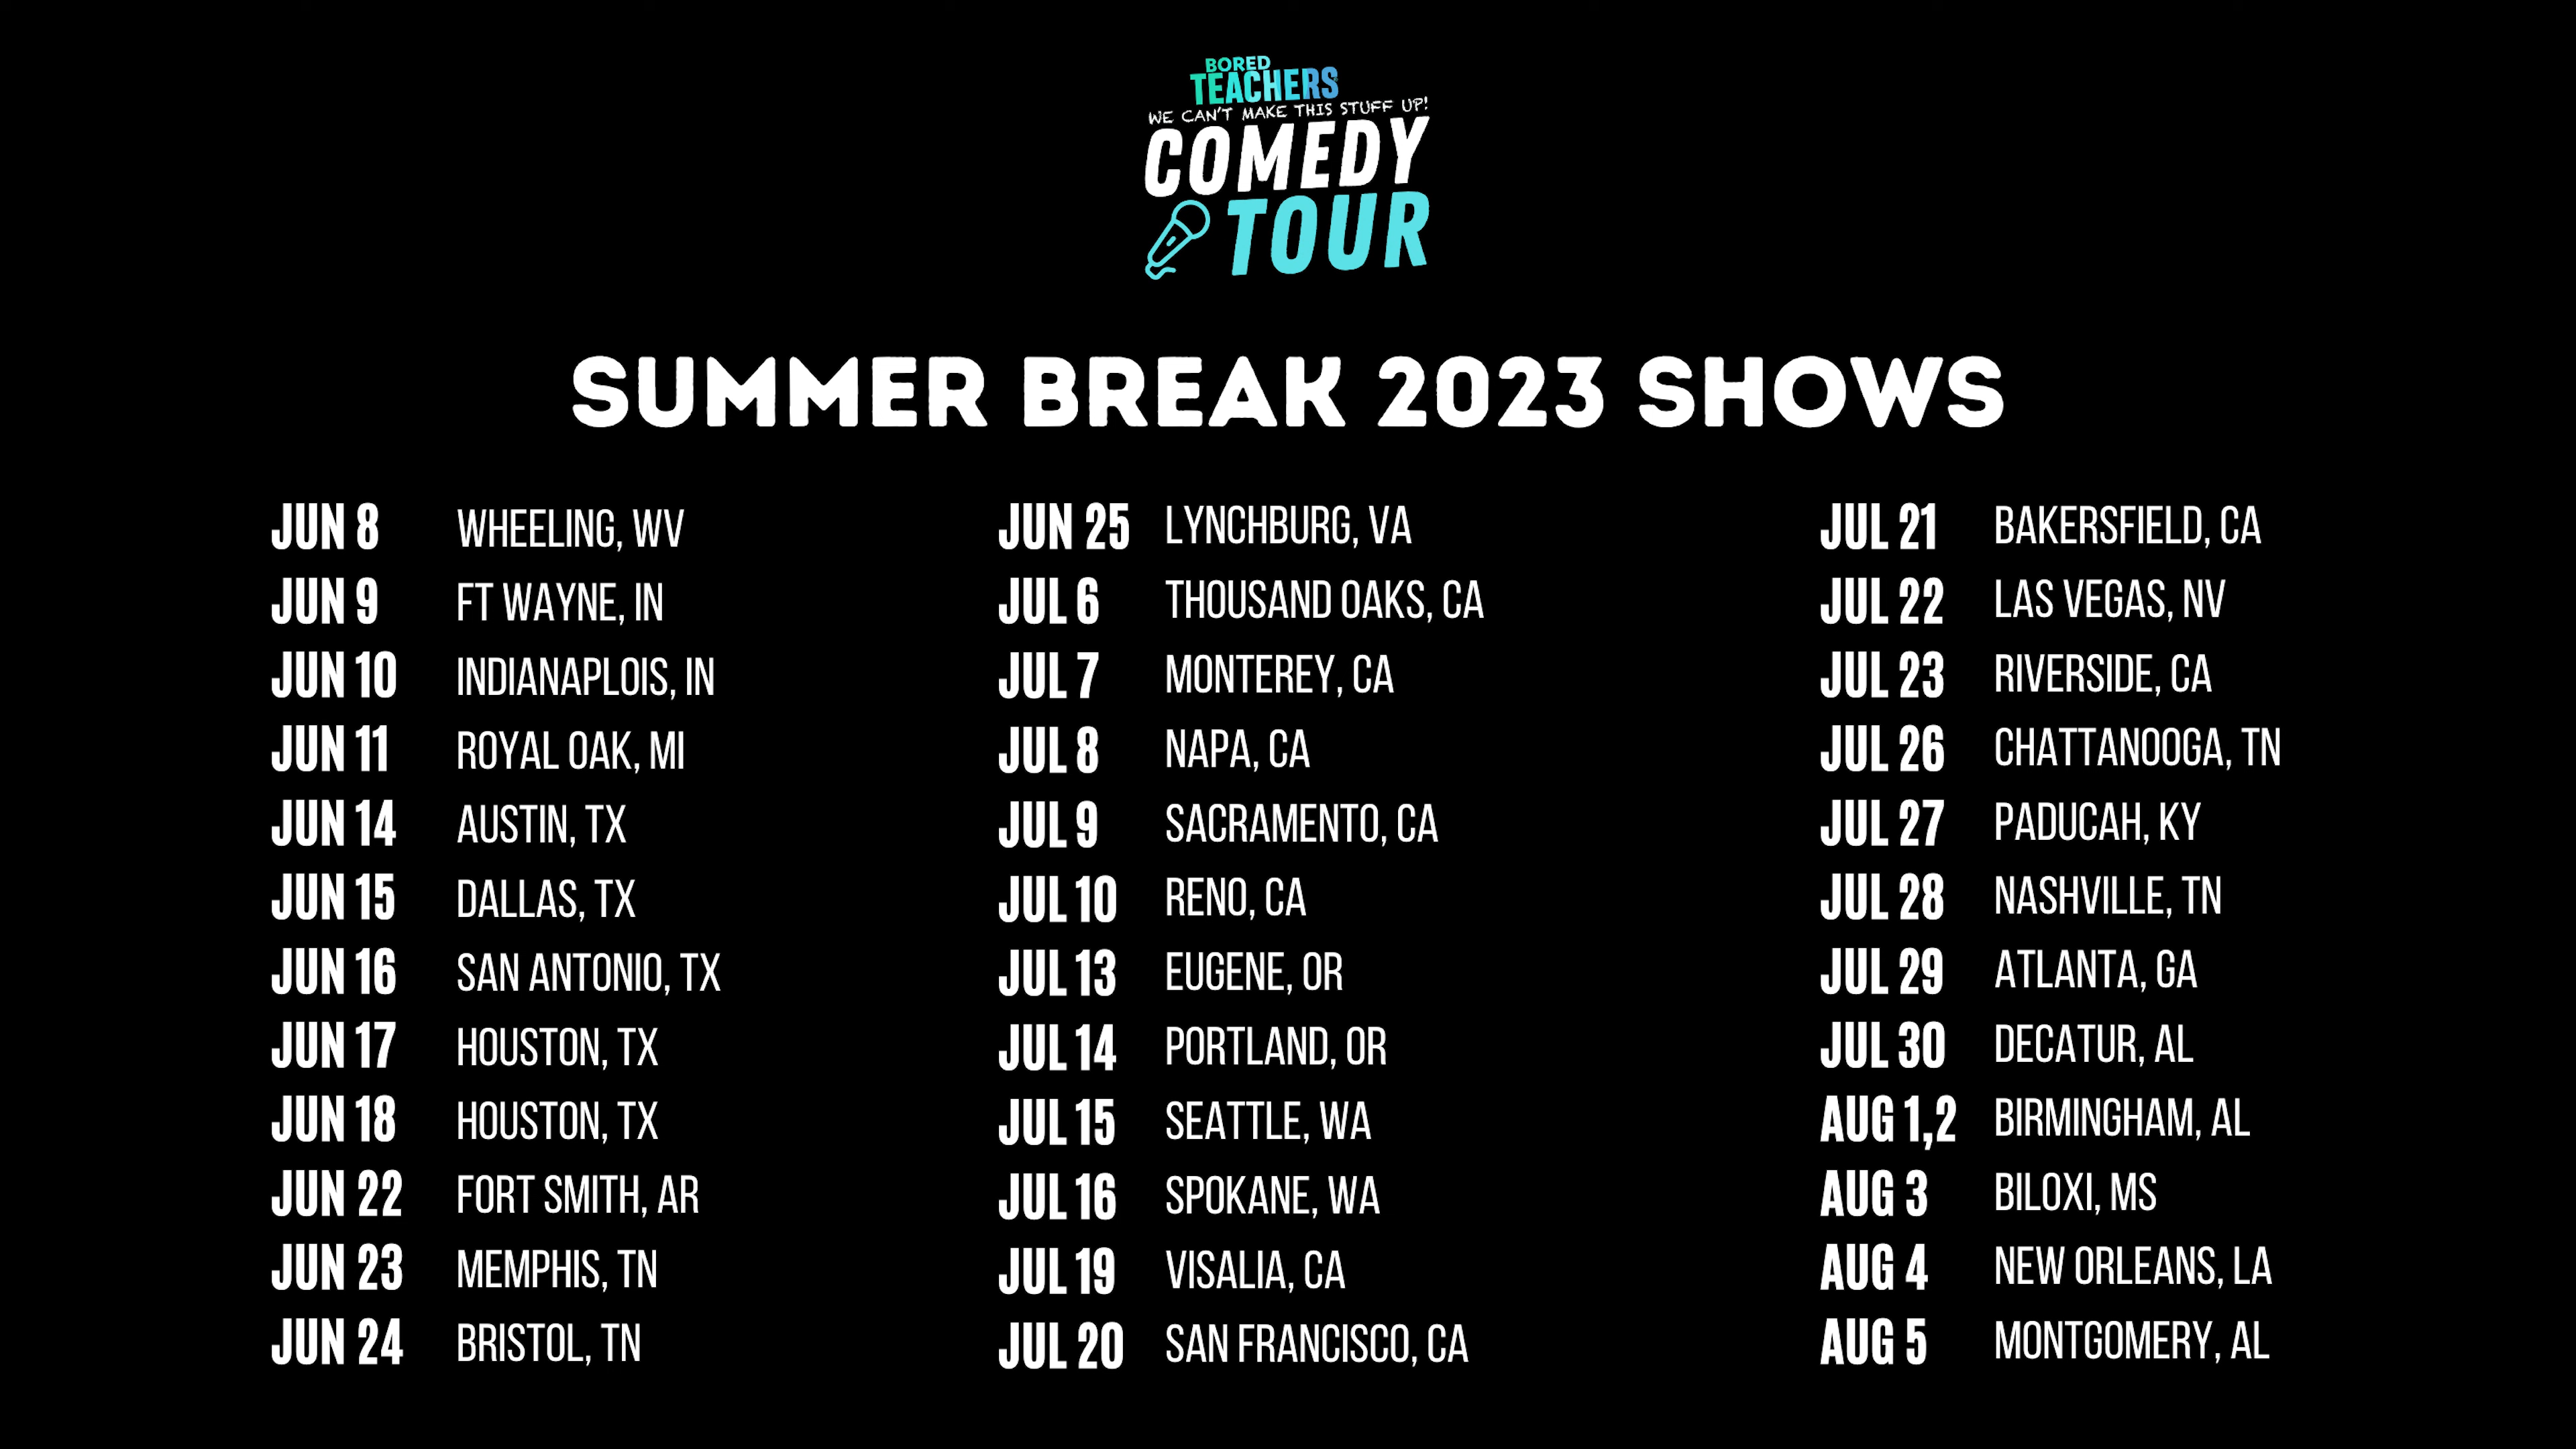 BORED
TEACHERS
WE CAN'T MAKE THIS STUFF UP!
COMEDY
TOUR
SUMMER BREAK 2023 SHOWS
JUN 8 WHEELING, WV
JUN 9 FT WAYNE, IN
JUN 10 INDIANAPLOIS, IN
JUN 11 ROYAL OAK, MI
JUN 14 AUSTIN, TX
JUN 15 DALLAS, TX
JUN 16 SAN ANTONIO, TX
JUN 17 HOUSTON, TX
JUN 18 HOUSTON, TX
JUN 22 FORT SMITH, AR
JUN 23 MEMPHIS, TN
JUN 24 BRISTOL, TN
JUN 25 LYNCHBURG, VA
JUL 6 THOUSAND OAKS, CA
JUL 7 MONTEREY, CA
JUL 8 NAPA, CA
JUL 9 SACRAMENTO, CA
JUL 10 RENO, CA
JUL 13 EUGENE, OR
JUL 14 PORTLAND, OR
JUL 15 SEATTLE, WA
JUL 16 SPOKANE, WA
JUL 19 VISALIA, CA
JUL 20 SAN FRANCISCO, CA
JUL 21 BAKERSFIELD, CA
JUL 22 LAS VEGAS, NV
JUL 23 RIVERSIDE, CA
JUL 26 CHATTANOOGA, TN
JUL 27 PADUCAH, KY
JUL 28 NASHVILLE, TN
JUL 29 ATLANTA, GA
JUL 30 DECATUR, AL
AUG 1,2 BIRMINGHAM, AL
AUG 3 BILOXI, MS
AUG 4 NEW ORLEANS, LA
AUG 5 MONTGOMERY, AL